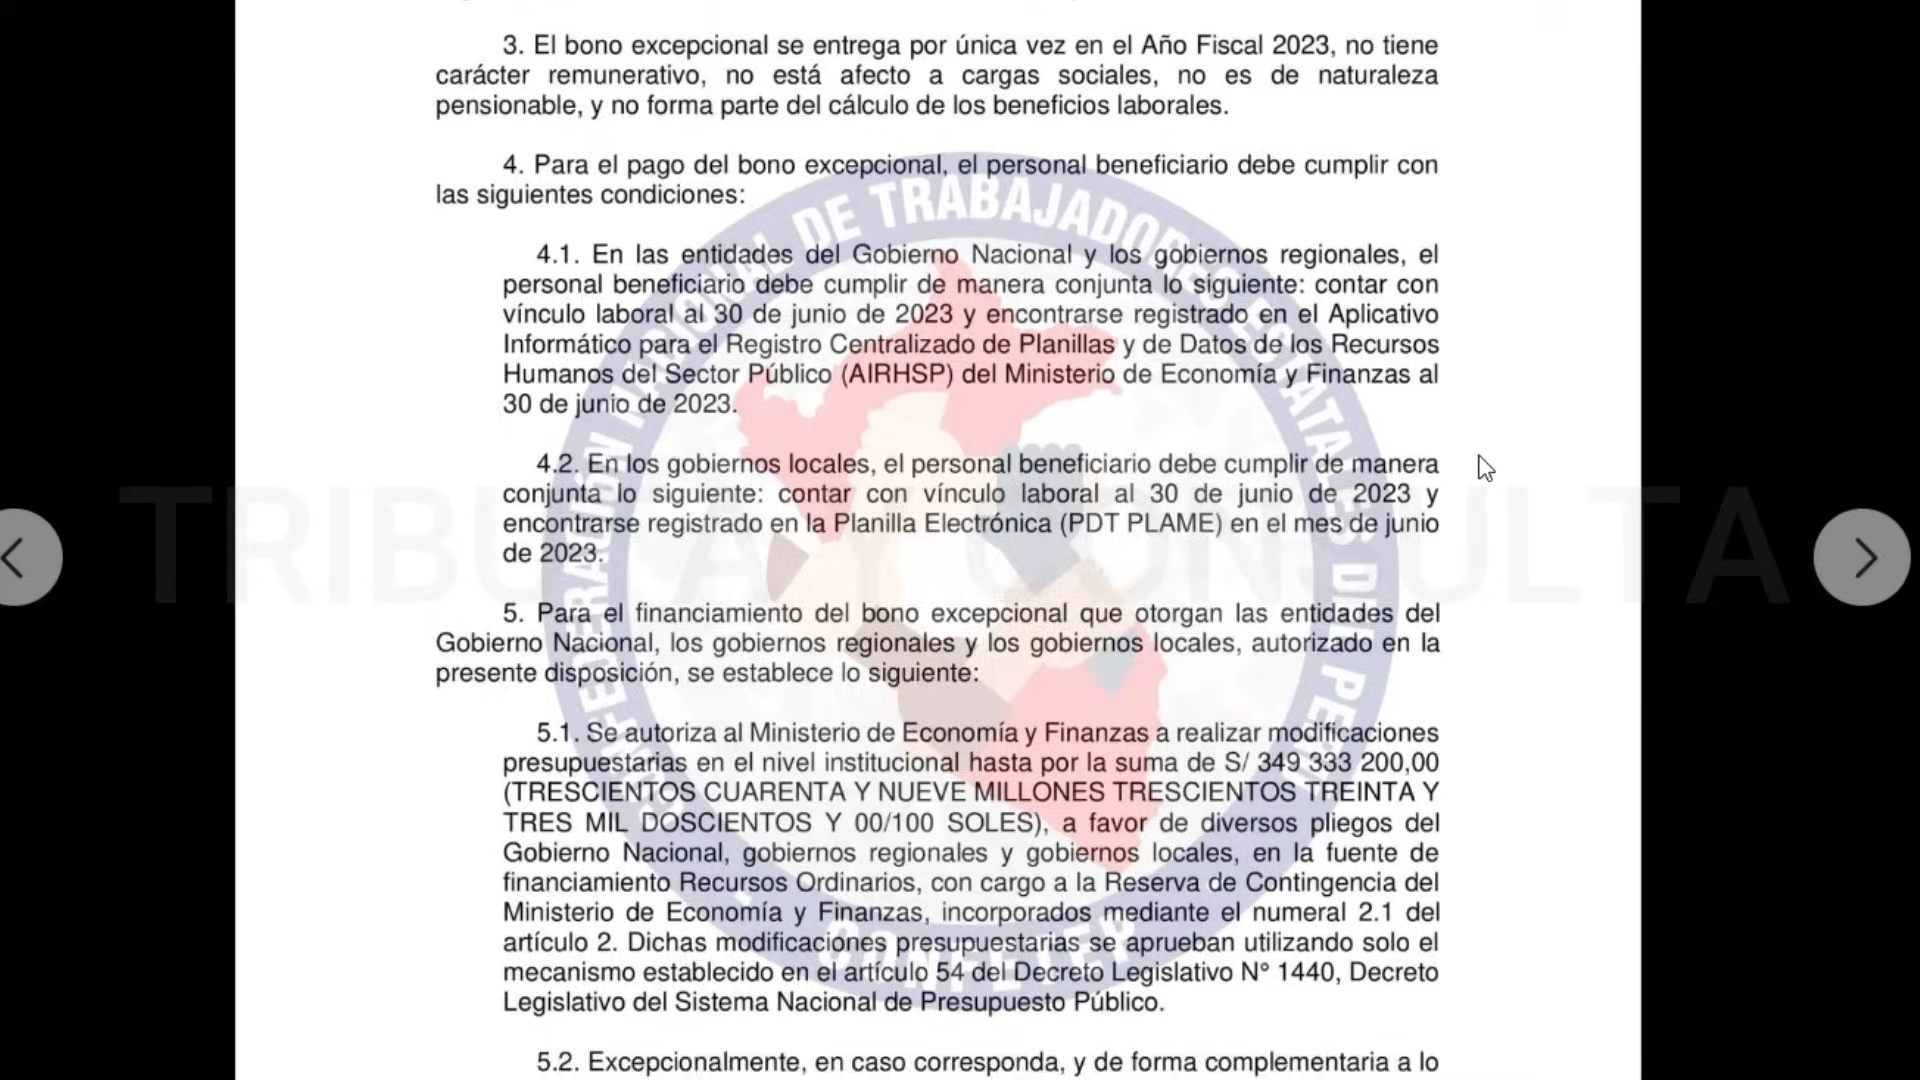 3. El bono excepcional se entrega por única vez en el Año Fiscal 2023, no tiene
carácter remunerativo, no está afecto a cargas sociales, no es de naturaleza
pensionable, y no forma parte del cálculo de los beneficios laborales.
4. Para el pago del bono excepcional, el personal beneficiario debe cumplir con
las siguientes condiciones:
4.1. En las entidades del Gobierno Nacional y los gobiernos regionales, el
personal beneficiario debe cumplir de manera conjunta lo siguiente: contar con
vínculo laboral al 30 de junio de 2023 y encontrarse registrado en el Aplicativo
Informático para el Registro Centralizado de Planillas y de Datos de los Recursos
Humanos del Sector Público (AIRHSP) del Ministerio de Economía y Finanzas al
30 de junio de 2023.
4.2. En los gobiernos locales, el personal beneficiario debe cumplir de manera
conjunta lo siguiente: contar con vínculo laboral al 30 de junio de 2023 y
encontrarse registrado en la Planilla Electrónica (PDT PLAME) en el mes de junio
de 2023.
5. Para el financiamiento del bono excepcional que otorgan las entidades del
Gobierno Nacional, los gobiernos regionales y los gobiernos locales, autorizado en la
presente disposición, se establece lo siguiente:
5.1. Se autoriza al Ministerio de Economía y Finanzas a realizar modificaciones
presupuestarias en el nivel institucional hasta por la suma de S/ 349 333 200,00
(TRESCIENTOS CUARENTA Y NUEVE MILLONES TRESCIENTOS TREINTA Y
TRES MIL DOSCIENTOS Y 00/100 SOLES), a favor de diversos pliegos del
Gobierno Nacional, gobiernos regionales y gobiernos locales, en la fuente de
financiamiento Recursos Ordinarios, con cargo a la Reserva de Contingencia del
Ministerio de Economía y Finanzas, incorporados mediante el numeral 2.1 del
artículo 2. Dichas modificaciones presupuestarias se aprueban utilizando solo el
mecanismo establecido en el artículo 54 del Decreto Legislativo N° 1440, Decreto
Legislativo del Sistema Nacional de Presupuesto Público.
5.2. Excepcionalmente, en caso corresponda, y de forma complementaria a lo
CONFEDERACIÓN NACIONAL DE TRABAJADORES ESTATALES DEL PERÚ
- CONFETEP -